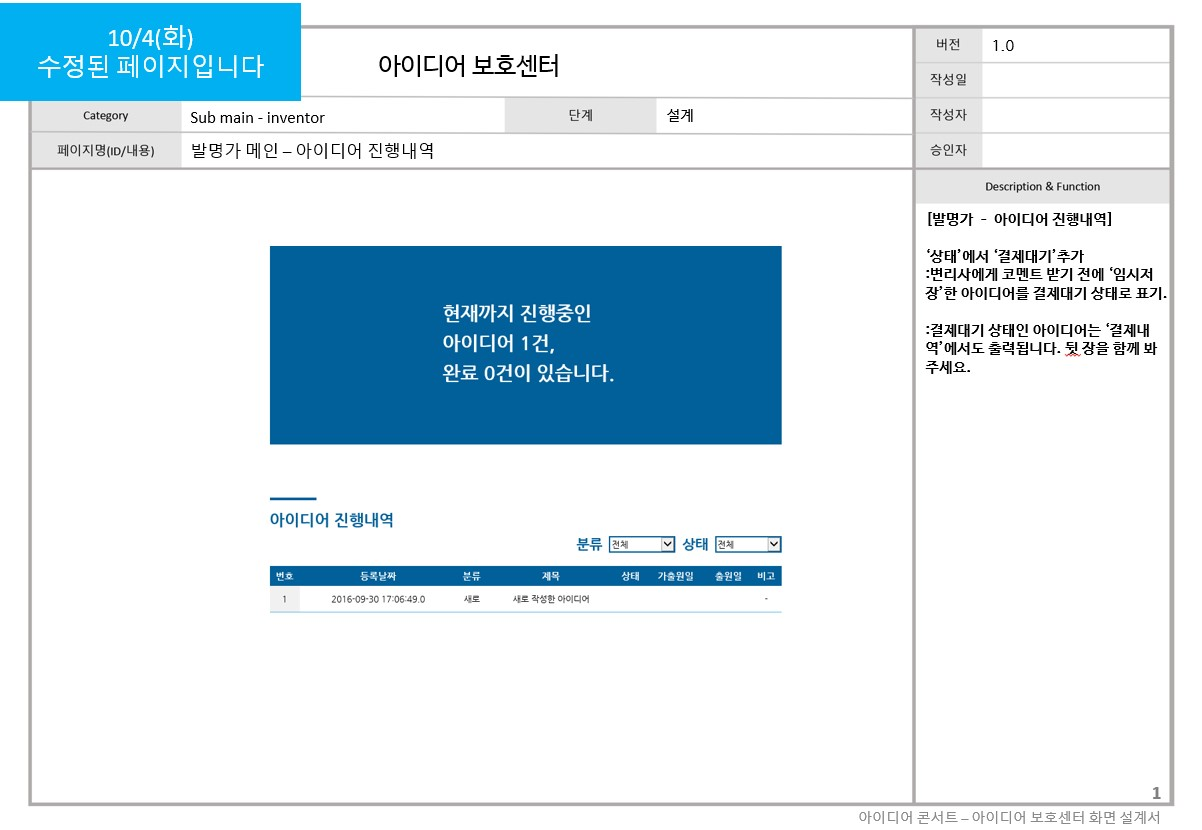 10/4(화)
수정된 페이지입니다
아이디어 보호센터
버전 1.0
작성일
Category Sub main - inventor 단계 설계
작성자
페이지명(ID/내용) 발명가 메인 – 아이디어 진행내역
승인자
Description & Function
[발명가 - 아이디어 진행내역]
‘상태’에서 ‘결제대기’추가
:변리사에게 코멘트 받기 전에 ‘임시저
장’한 아이디어를 결제대기 상태로 표기.
:결제대기 상태인 아이디어는 ‘결제내
역’에서도 출력됩니다. 뒷 장을 함께 봐
주세요.
현재까지 진행중인
아이디어 1건,
완료 0건이 있습니다.
아이디어 진행내역
분류 전체 상태 전체
번호 등록날짜 분류 제목 상태 가출원일 출원일 비고
1 2016-09-30 17:06:49.0 새로 새로 작성한 아이디어 -
1
아이디어 콘서트 – 아이디어 보호센터 화면 설계서